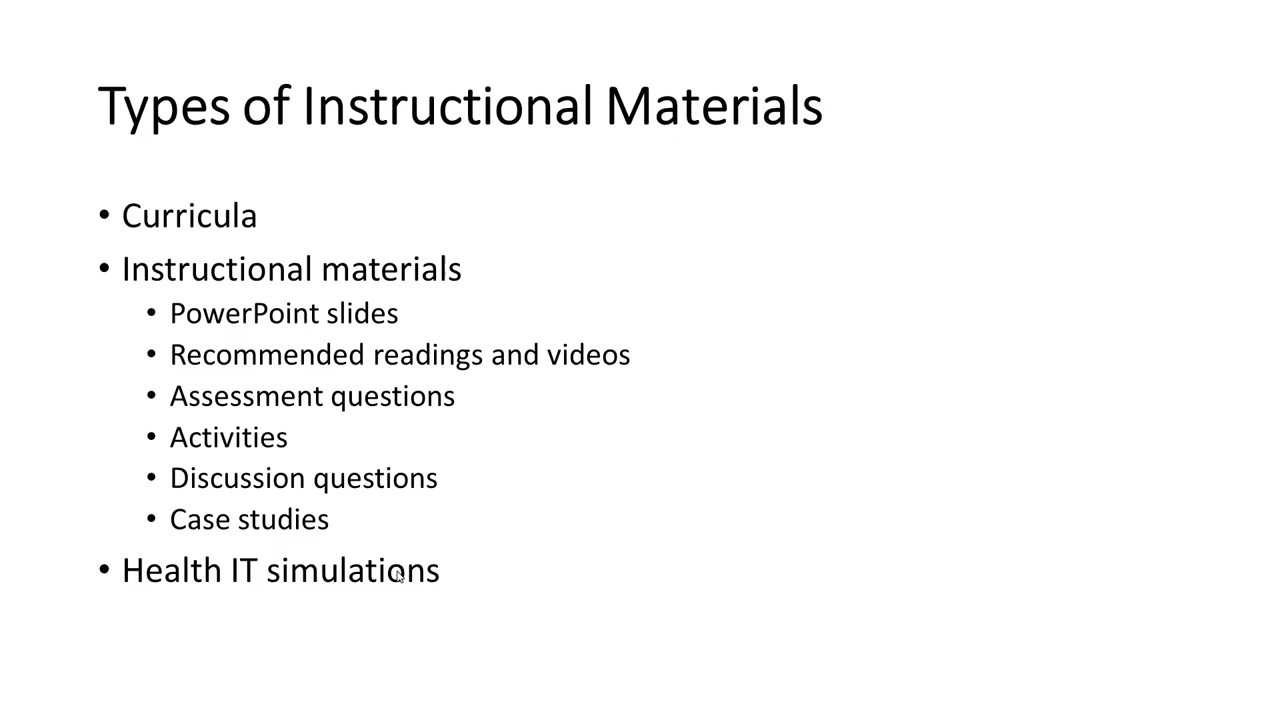 Types of Instructional Materials
• Curricula
• Instructional materials
• PowerPoint slides
• Recommended readings and videos
• Assessment questions
• Activities
• Discussion questions
• Case studies
• Health IT simulations